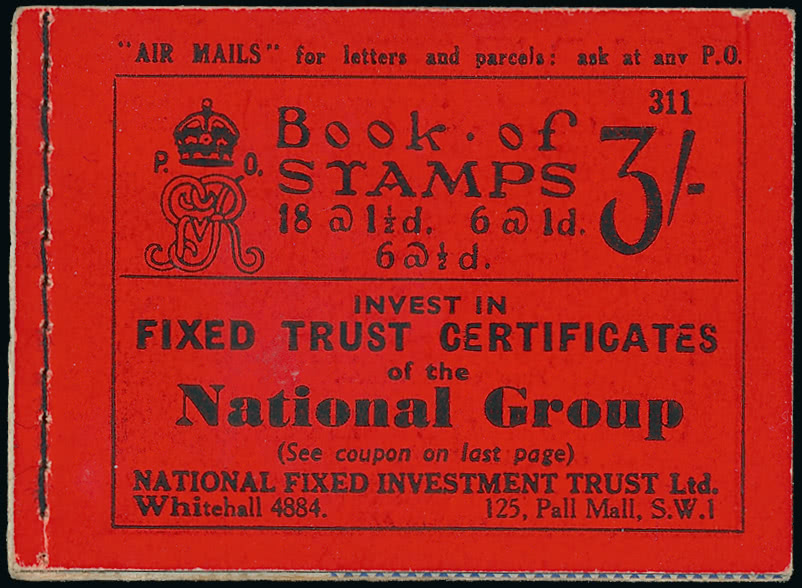 "AIR MAILS" for letters and parcels: ask at any P.O.
311
P. O.
GRV
Book · of
STAMPS
3/-
18 @ 1½d. 6 @ 1d.
6 @ ½d.
INVEST IN
FIXED TRUST CERTIFICATES
of the
National Group
(See coupon on last page)
NATIONAL FIXED INVESTMENT TRUST Ltd.
Whitehall 4884. 125, Pall Mall, S.W.1